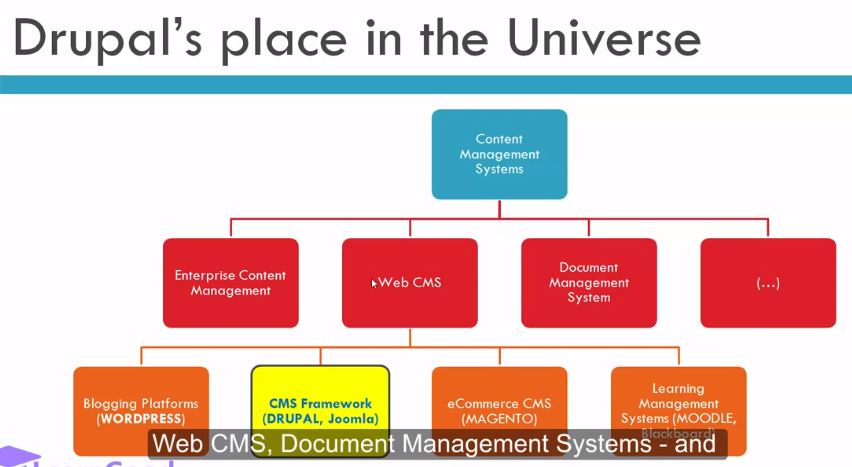 Drupal's place in the Universe
Content
Management
Systems
Enterprise Content
Management
Web CMS
Document
Management
System
(...)
Blogging Platforms
(WORDPRESS)
CMS Framework
(DRUPAL, Joomla)
eCommerce CMS
(MAGENTO)
Learning
Management
Systems (MOODLE,
Blackboard)
Web CMS, Document Management Systems - and